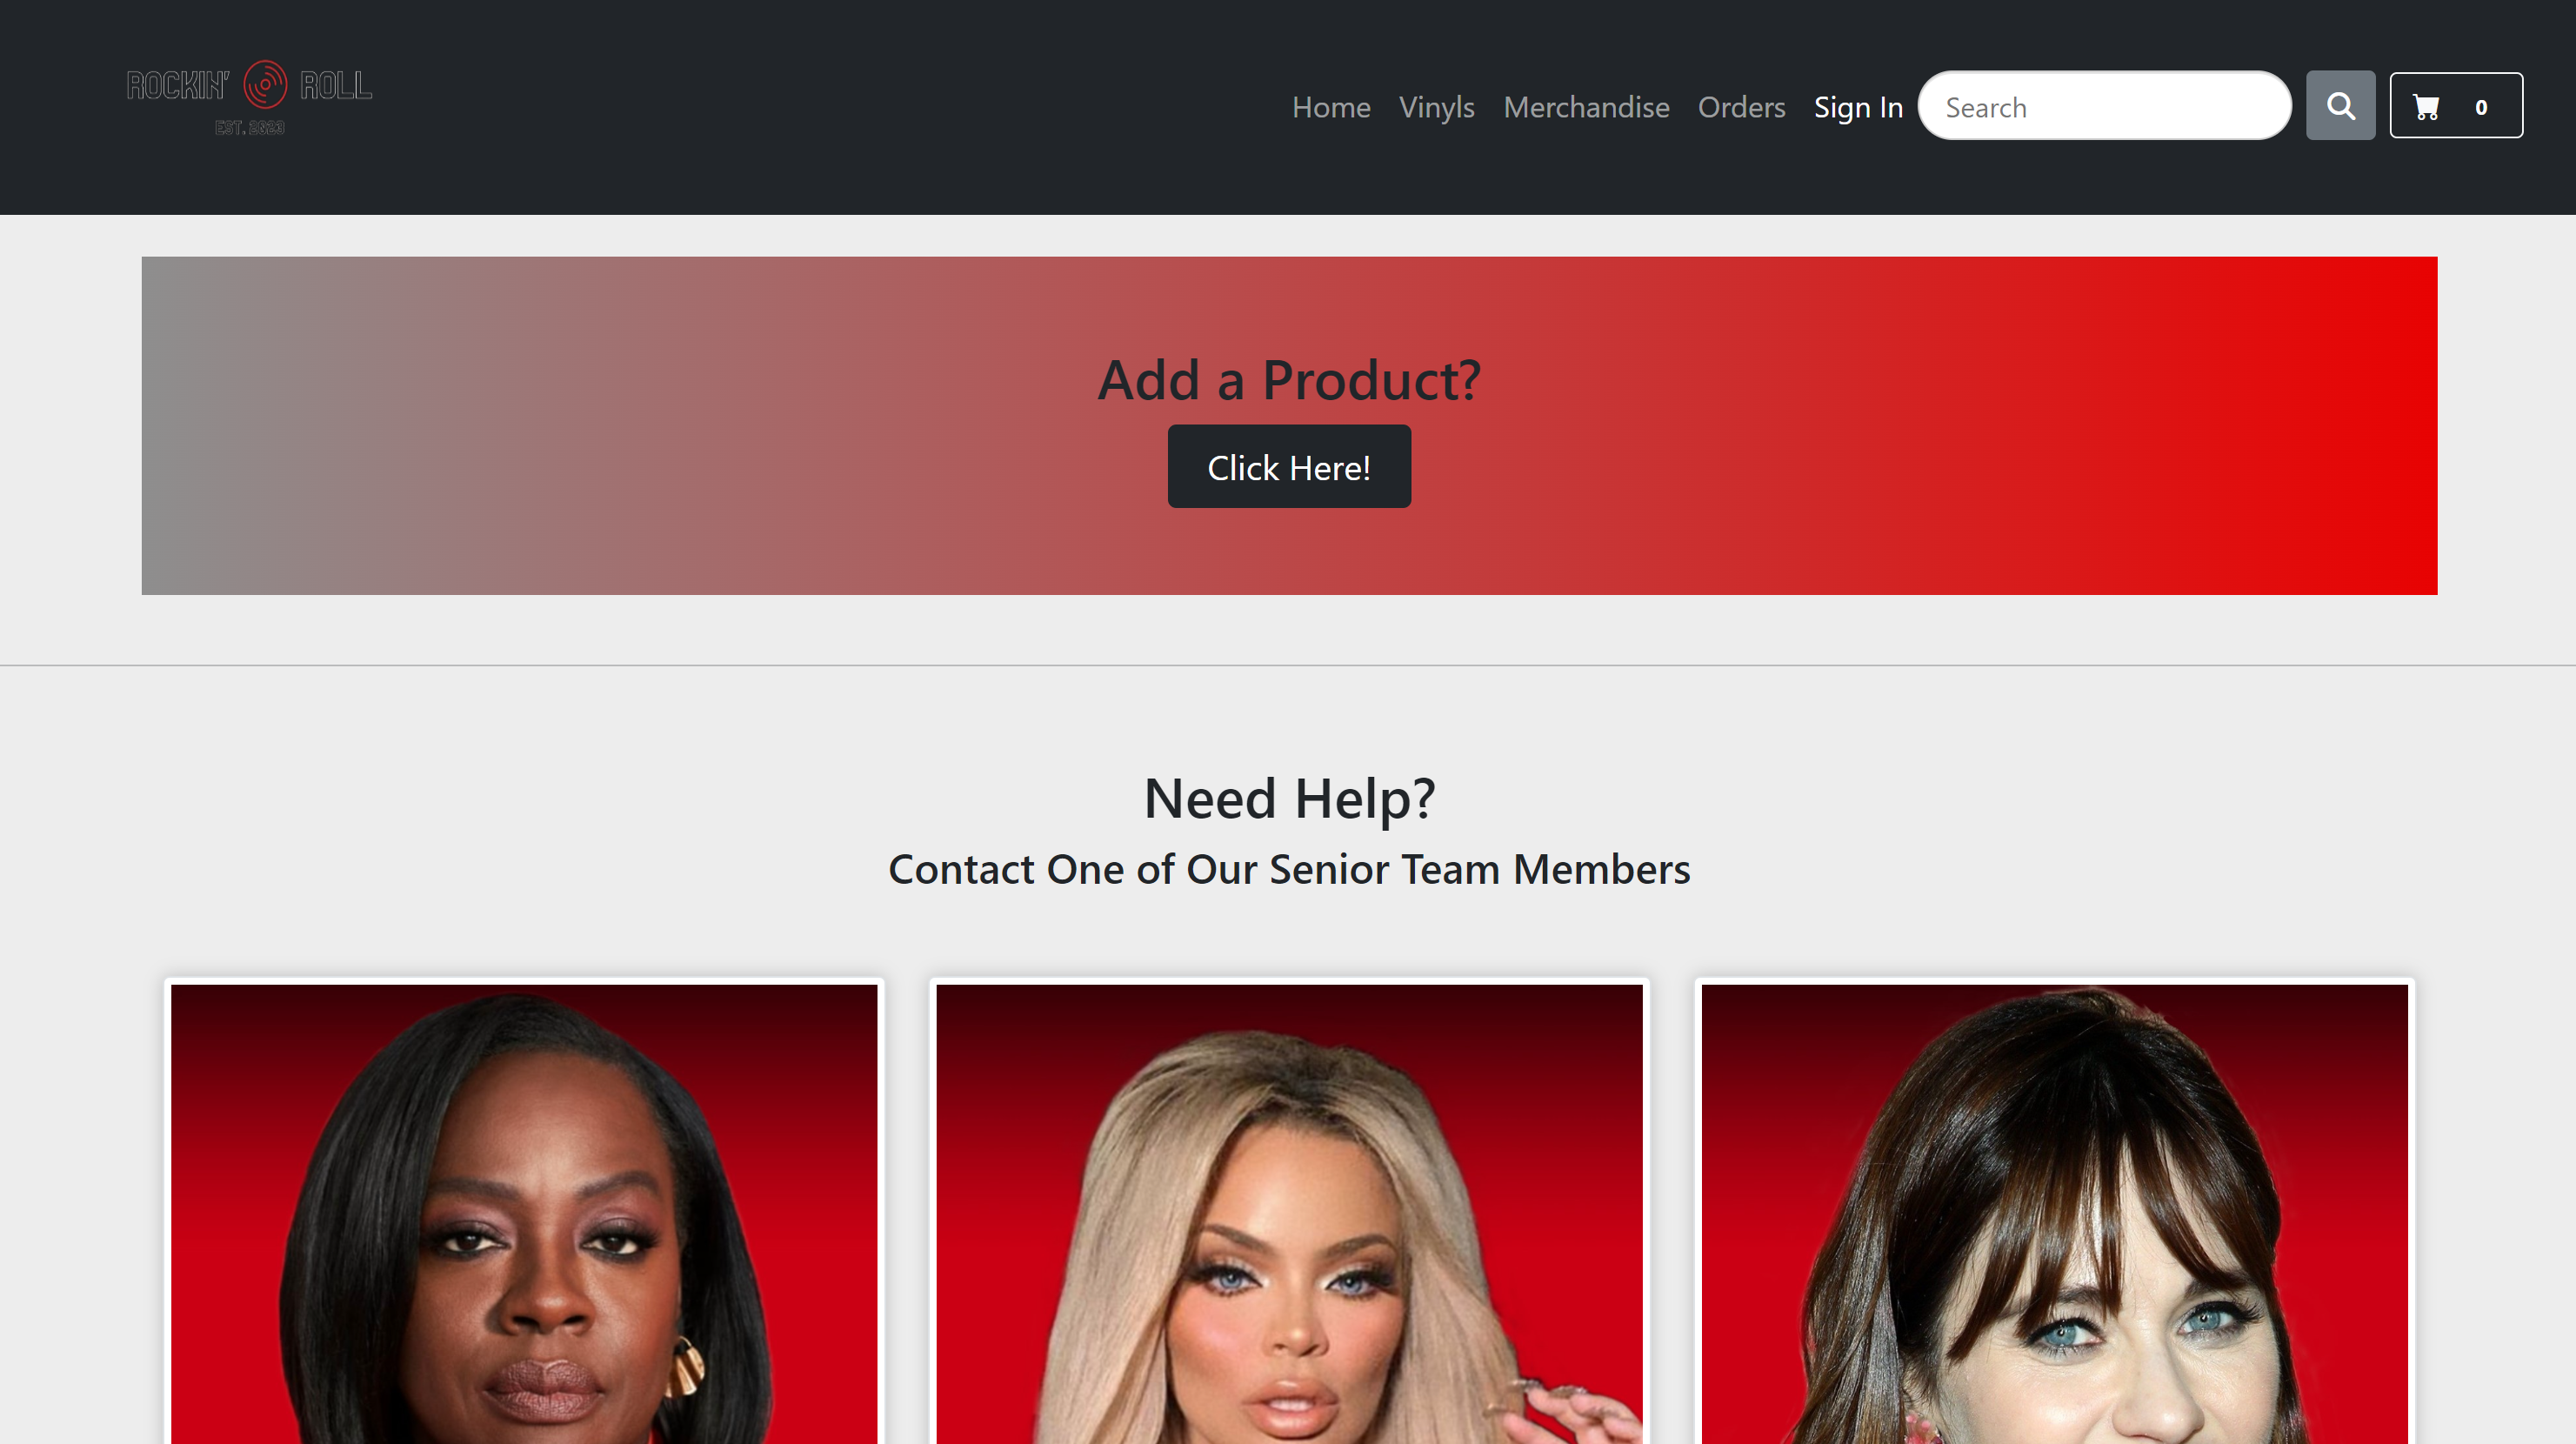 ROCKIN' ROLL
EST. 2023
Home Vinyls Merchandise Orders Sign In Search 0
Add a Product?
Click Here!
Need Help?
Contact One of Our Senior Team Members